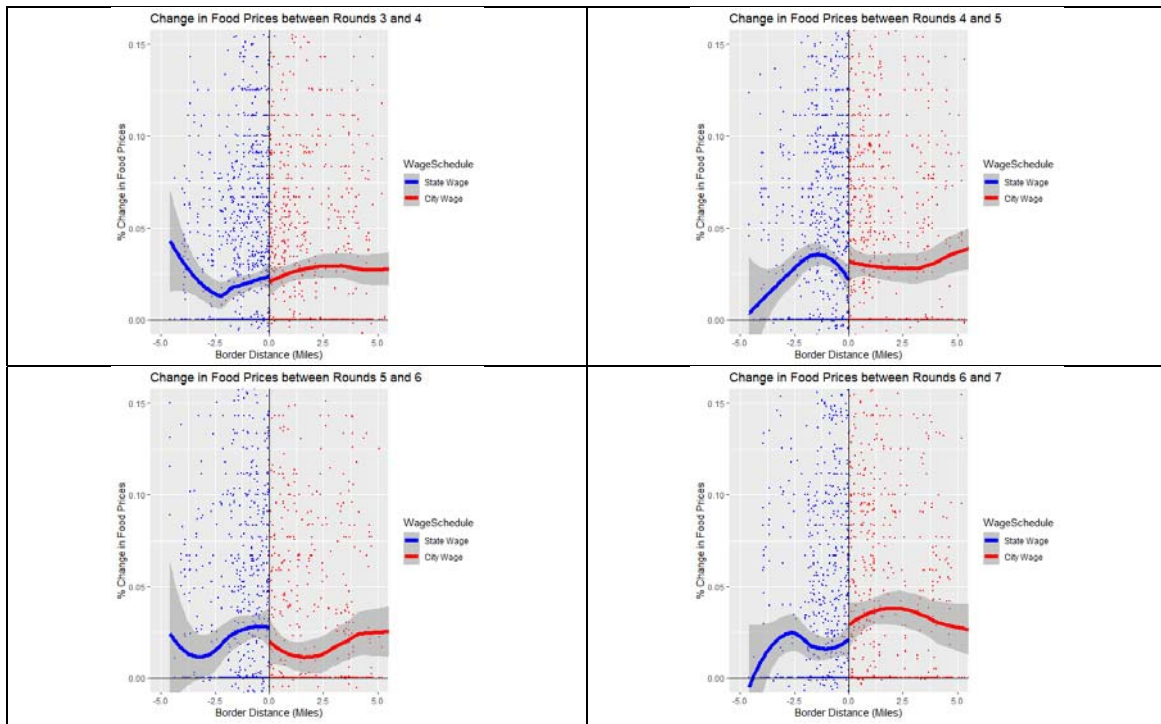 Change in Food Prices between Rounds 3 and 4
0.15
0.10
0.05
0.00
% Change in Food Prices
-5.0 -2.5 0.0 2.5 5.0
Border Distance (Miles)
WageSchedule
State Wage
City Wage
Change in Food Prices between Rounds 4 and 5
0.15
0.10
0.05
0.00
% Change in Food Prices
-5.0 -2.5 0.0 2.5 5.0
Border Distance (Miles)
WageSchedule
State Wage
City Wage
Change in Food Prices between Rounds 5 and 6
0.15
0.10
0.05
0.00
% Change in Food Prices
-5.0 -2.5 0.0 2.5 5.0
Border Distance (Miles)
WageSchedule
State Wage
City Wage
Change in Food Prices between Rounds 6 and 7
0.15
0.10
0.05
0.00
% Change in Food Prices
-5.0 -2.5 0.0 2.5 5.0
Border Distance (Miles)
WageSchedule
State Wage
City Wage